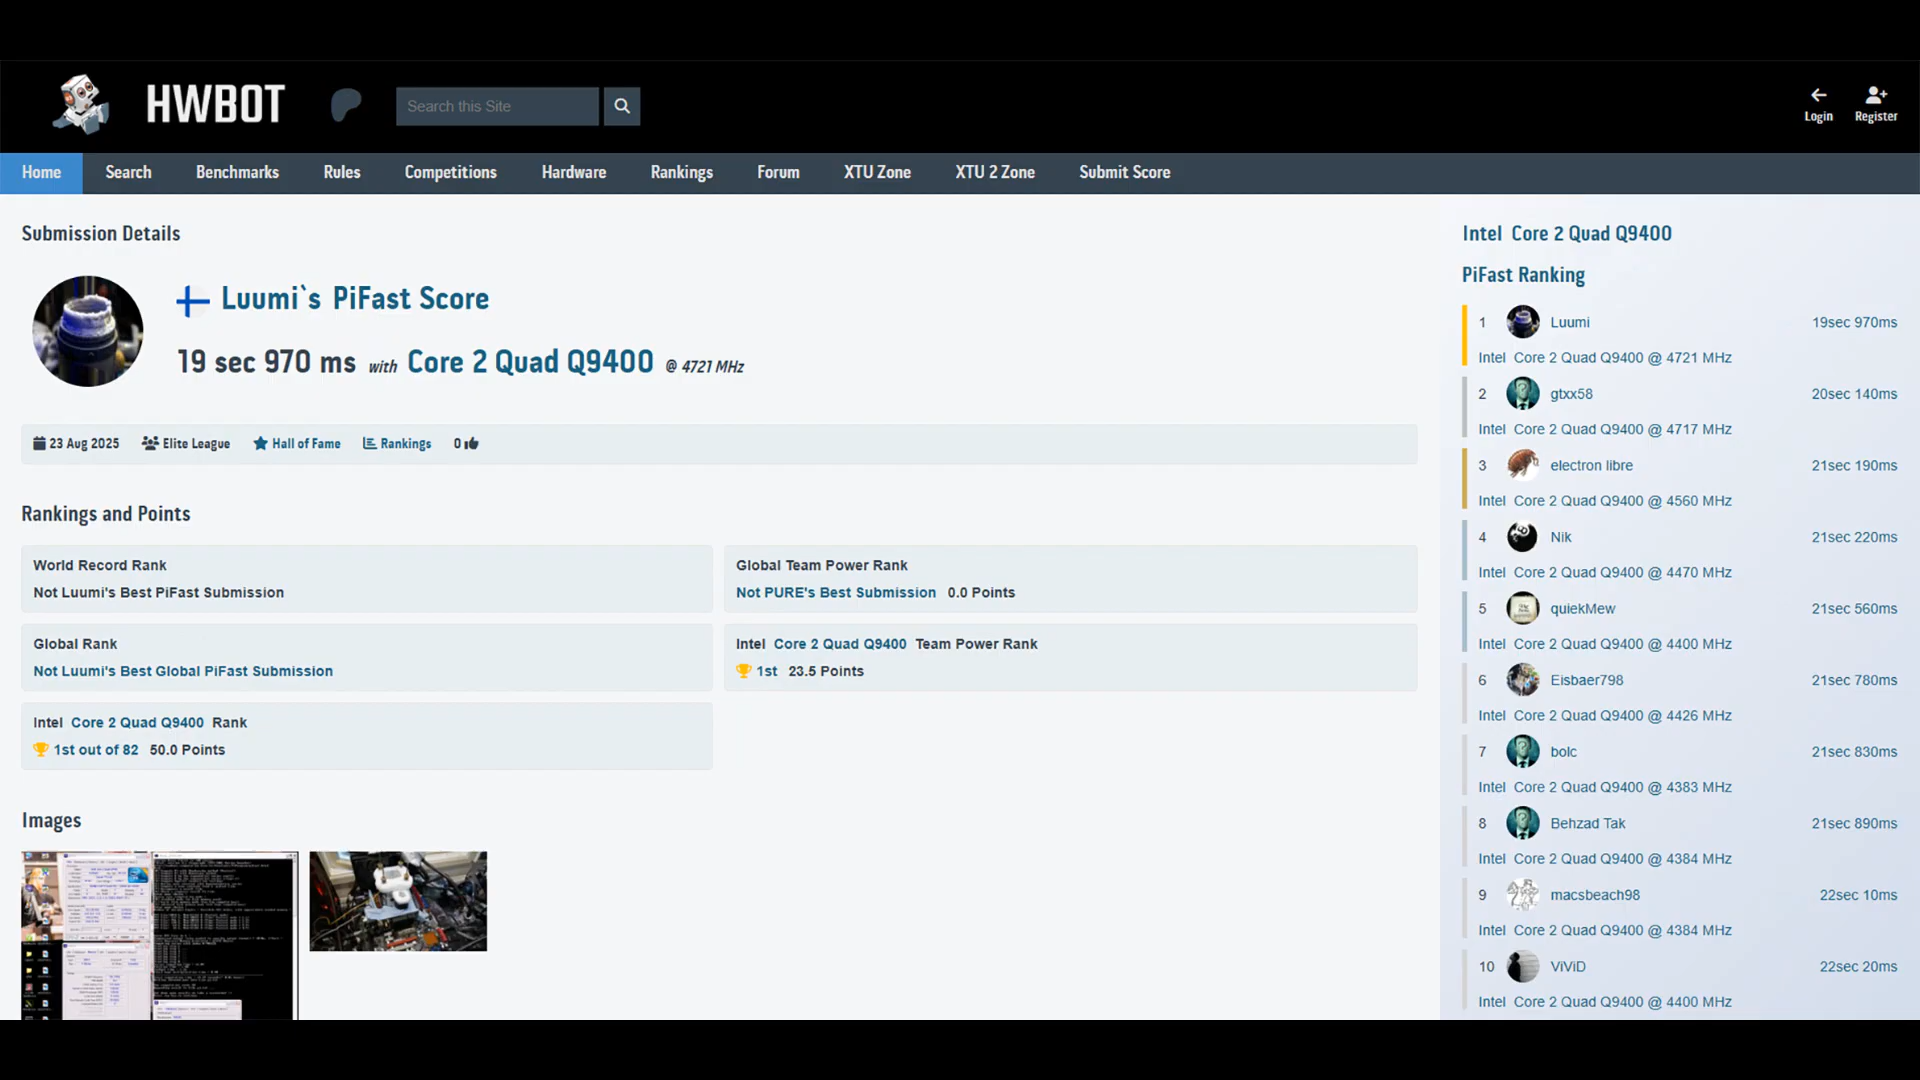 HWBOT
Search this Site
Login
Register
Home
Search
Benchmarks
Rules
Competitions
Hardware
Rankings
Forum
XTU Zone
XTU 2 Zone
Submit Score
Submission Details
Luumi`s PiFast Score
19 sec 970 ms with Core 2 Quad Q9400 @ 4721 MHz
23 Aug 2025
Elite League
Hall of Fame
Rankings
0
Rankings and Points
World Record Rank
Not Luumi's Best PiFast Submission
Global Team Power Rank
Not PURE's Best Submission 0.0 Points
Global Rank
Not Luumi's Best Global PiFast Submission
Intel Core 2 Quad Q9400 Team Power Rank
1st 23.5 Points
Intel Core 2 Quad Q9400 Rank
1st out of 82 50.0 Points
Images
Intel Core 2 Quad Q9400
PiFast Ranking
1 Luumi 19sec 970ms
Intel Core 2 Quad Q9400 @ 4721 MHz
2 gtxx58 20sec 140ms
Intel Core 2 Quad Q9400 @ 4717 MHz
3 electron libre 21sec 190ms
Intel Core 2 Quad Q9400 @ 4560 MHz
4 Nik 21sec 220ms
Intel Core 2 Quad Q9400 @ 4470 MHz
5 quiekMew 21sec 560ms
Intel Core 2 Quad Q9400 @ 4400 MHz
6 Eisbaer798 21sec 780ms
Intel Core 2 Quad Q9400 @ 4426 MHz
7 bolc 21sec 830ms
Intel Core 2 Quad Q9400 @ 4383 MHz
8 Behzad Tak 21sec 890ms
Intel Core 2 Quad Q9400 @ 4384 MHz
9 macsbeach98 22sec 10ms
Intel Core 2 Quad Q9400 @ 4384 MHz
10 ViViD 22sec 20ms
Intel Core 2 Quad Q9400 @ 4400 MHz